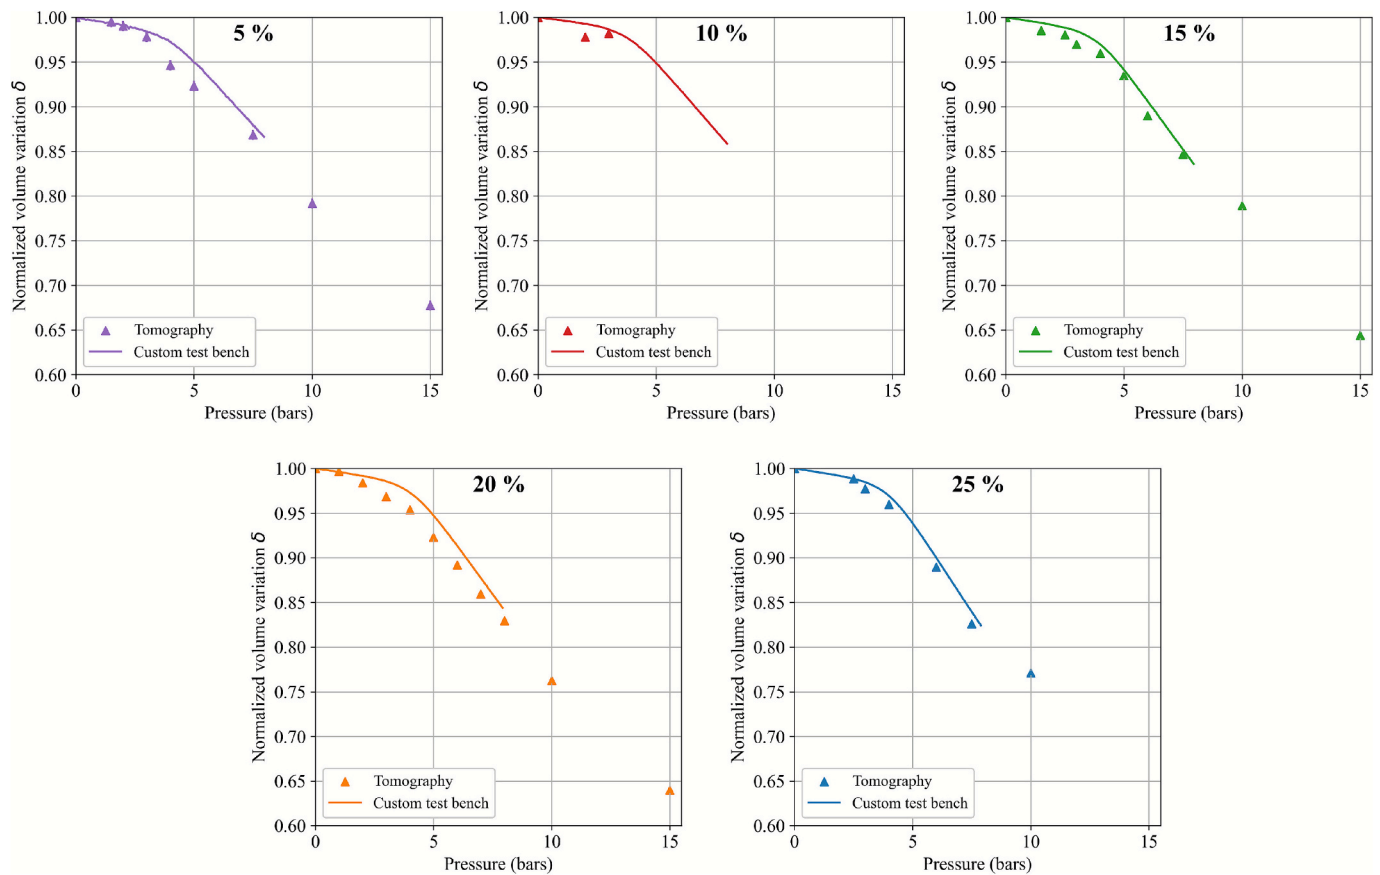 5 %
1.00
0.95
0.90
0.85
0.80
0.75
0.70
0.65
0.60
Normalized volume variation δ
Tomography
Custom test bench
0 5 10 15
Pressure (bars)
10 %
1.00
0.95
0.90
0.85
0.80
0.75
0.70
0.65
0.60
Normalized volume variation δ
Tomography
Custom test bench
0 5 10 15
Pressure (bars)
15 %
1.00
0.95
0.90
0.85
0.80
0.75
0.70
0.65
0.60
Normalized volume variation δ
Tomography
Custom test bench
0 5 10 15
Pressure (bars)
20 %
1.00
0.95
0.90
0.85
0.80
0.75
0.70
0.65
0.60
Normalized volume variation δ
Tomography
Custom test bench
0 5 10 15
Pressure (bars)
25 %
1.00
0.95
0.90
0.85
0.80
0.75
0.70
0.65
0.60
Normalized volume variation δ
Tomography
Custom test bench
0 5 10 15
Pressure (bars)